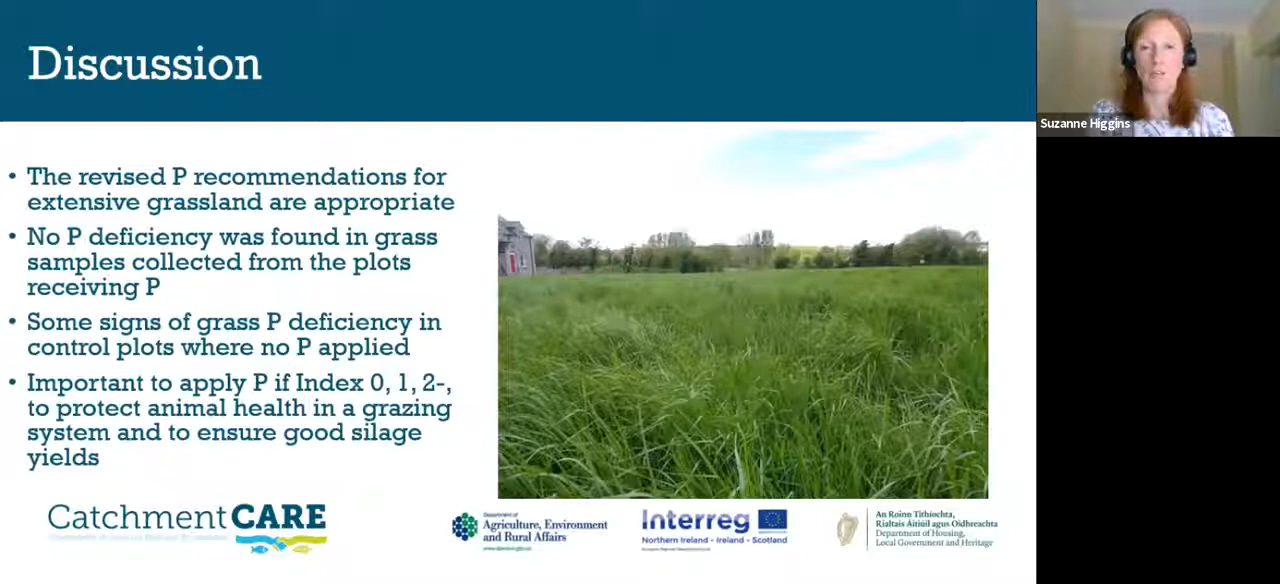 Discussion
Suzanne Higgins
• The revised P recommendations for
extensive grassland are appropriate
• No P deficiency was found in grass
samples collected from the plots
receiving P
• Some signs of grass P deficiency in
control plots where no P applied
• Important to apply P if Index 0, 1, 2-,
to protect animal health in a grazing
system and to ensure good silage
yields
CatchmentCARE
Department of
Agriculture, Environment
and Rural Affairs
Interreg
Northern Ireland - Ireland - Scotland
An Roinn Tithíochta,
Rialtais Áitiúil agus Oidhreachta
Department of Housing,
Local Government and Heritage